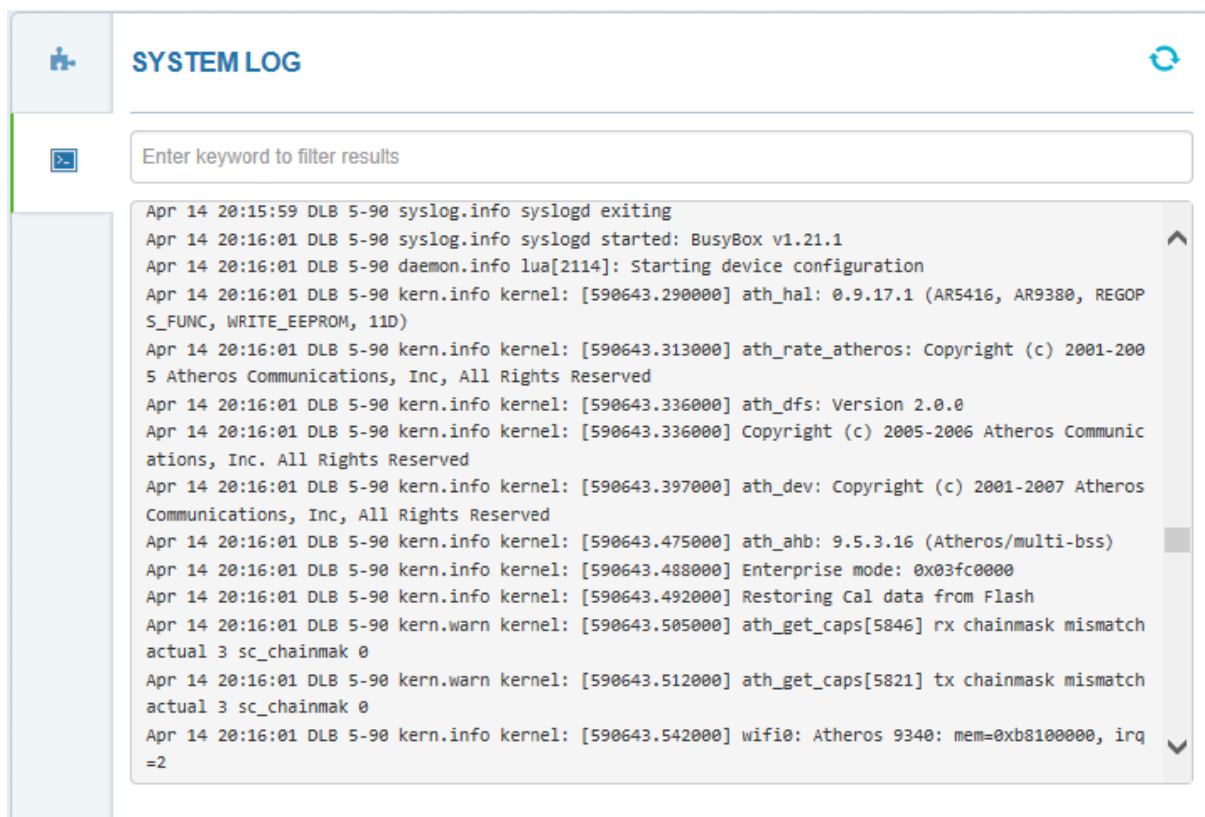 SYSTEM LOG
Enter keyword to filter results
Apr 14 20:15:59 DLB 5-90 syslog.info syslogd exiting
Apr 14 20:16:01 DLB 5-90 syslog.info syslogd started: BusyBox v1.21.1
Apr 14 20:16:01 DLB 5-90 daemon.info lua[2114]: Starting device configuration
Apr 14 20:16:01 DLB 5-90 kern.info kernel: [590643.290000] ath_hal: 0.9.17.1 (AR5416, AR9380, REGOP
S_FUNC, WRITE_EEPROM, 11D)
Apr 14 20:16:01 DLB 5-90 kern.info kernel: [590643.313000] ath_rate_atheros: Copyright (c) 2001-200
5 Atheros Communications, Inc, All Rights Reserved
Apr 14 20:16:01 DLB 5-90 kern.info kernel: [590643.336000] ath_dfs: Version 2.0.0
Apr 14 20:16:01 DLB 5-90 kern.info kernel: [590643.336000] Copyright (c) 2005-2006 Atheros Communic
ations, Inc. All Rights Reserved
Apr 14 20:16:01 DLB 5-90 kern.info kernel: [590643.397000] ath_dev: Copyright (c) 2001-2007 Atheros
Communications, Inc, All Rights Reserved
Apr 14 20:16:01 DLB 5-90 kern.info kernel: [590643.475000] ath_ahb: 9.5.3.16 (Atheros/multi-bss)
Apr 14 20:16:01 DLB 5-90 kern.info kernel: [590643.488000] Enterprise mode: 0x03fc0000
Apr 14 20:16:01 DLB 5-90 kern.info kernel: [590643.492000] Restoring Cal data from Flash
Apr 14 20:16:01 DLB 5-90 kern.warn kernel: [590643.505000] ath_get_caps[5846] rx chainmask mismatch
actual 3 sc_chainmak 0
Apr 14 20:16:01 DLB 5-90 kern.warn kernel: [590643.512000] ath_get_caps[5821] tx chainmask mismatch
actual 3 sc_chainmak 0
Apr 14 20:16:01 DLB 5-90 kern.info kernel: [590643.542000] wifi0: Atheros 9340: mem=0xb8100000, irq
=2